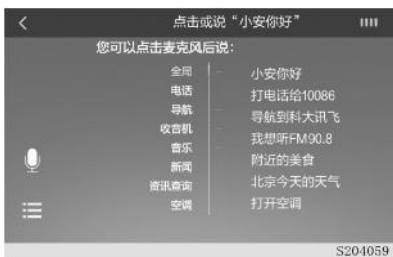 点击或说“小安你好”
您可以点击麦克风后说：
全局 小安你好
电话 打电话给10086
导航 导航到科大讯飞
收音机 我想听FM90.8
音乐 附近的美食
新闻 北京今天的天气
资讯查询 打开空调
空调
S204059